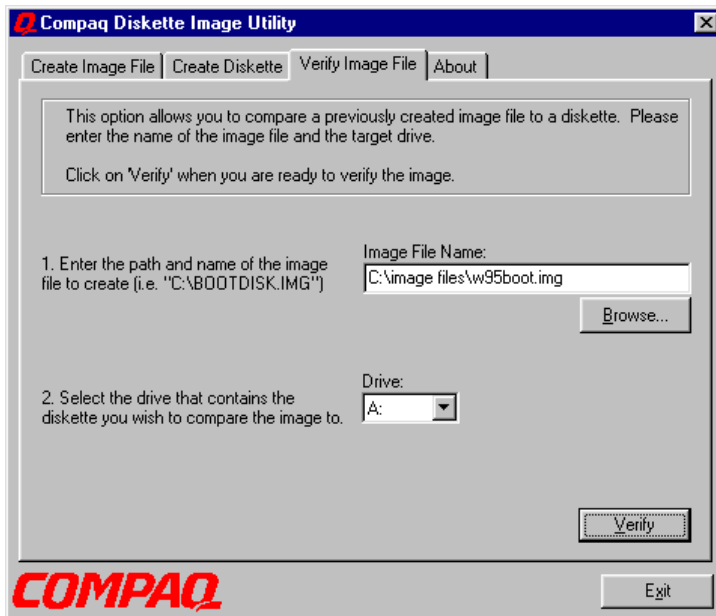 Compaq Diskette Image Utility
Create Image File Create Diskette Verify Image File About
This option allows you to compare a previously created image file to a diskette. Please
enter the name of the image file and the target drive.
Click on 'Verify' when you are ready to verify the image.
Image File Name:
1. Enter the path and name of the image
file to create (i.e. "C:\BOOTDISK.IMG")
C:\image files\w95boot.img
Browse...
Drive:
2. Select the drive that contains the
diskette you wish to compare the image to.
A:
Verify
COMPAQ
Exit